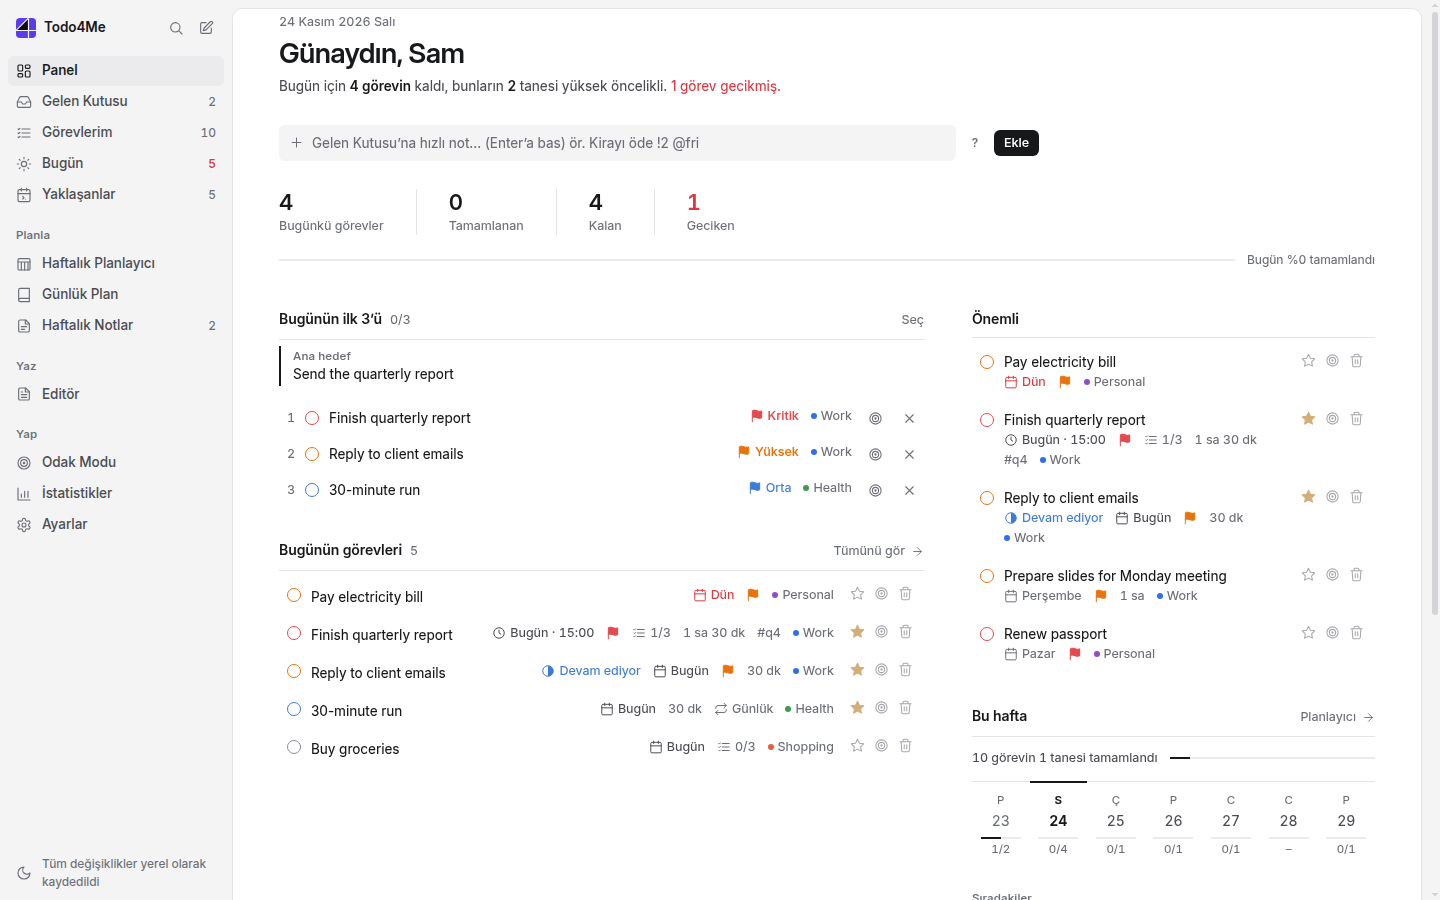 Todo4Me
Panel
Gelen Kutusu 2
Görevlerim 10
Bugün 5
Yaklaşanlar 5
Planla
Haftalık Planlayıcı
Günlük Plan
Haftalık Notlar 2
Yaz
Editör
Yap
Odak Modu
İstatistikler
Ayarlar
Tüm değişiklikler yerel olarak
kaydedildi
24 Kasım 2026 Salı
Günaydın, Sam
Bugün için 4 görevin kaldı, bunların 2 tanesi yüksek öncelikli. 1 görev gecikmiş.
Gelen Kutusu’na hızlı not… (Enter’a bas) ör. Kirayı öde !2 @fri ? Ekle
4 0 4 1
Bugünkü görevler Tamamlanan Kalan Geciken
Bugün %0 tamamlandı
Bugünün ilk 3’ü 0/3 Seç
Ana hedef
Send the quarterly report
1 Finish quarterly report Kritik Work
2 Reply to client emails Yüksek Work
3 30-minute run Orta Health
Bugünün görevleri 5 Tümünü gör
Pay electricity bill Dün Personal
Finish quarterly report Bugün · 15:00 1/3 1 sa 30 dk #q4 Work
Reply to client emails Devam ediyor Bugün 30 dk Work
30-minute run Bugün 30 dk Günlük Health
Buy groceries Bugün 0/3 Shopping
Önemli
Pay electricity bill
Dün Personal
Finish quarterly report
Bugün · 15:00 1/3 1 sa 30 dk
#q4 Work
Reply to client emails
Devam ediyor Bugün 30 dk
Work
Prepare slides for Monday meeting
Perşembe 1 sa Work
Renew passport
Pazar Personal
Bu hafta Planlayıcı
10 görevin 1 tanesi tamamlandı
P S Ç P C C P
23 24 25 26 27 28 29
1/2 0/4 0/1 0/1 0/1 – 0/1
Sıradakiler